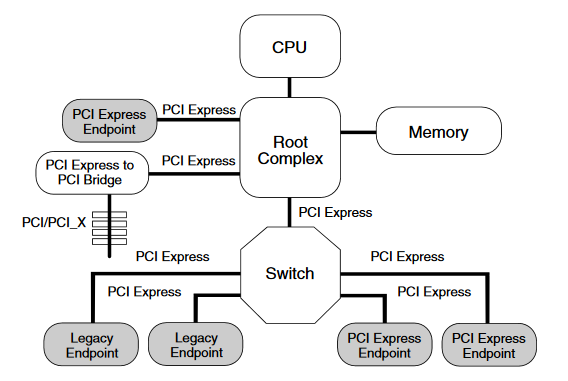 CPU
PCI Express
Endpoint
PCI Express
Root
Complex
Memory
PCI Express to
PCI Bridge
PCI Express
PCI/PCI_X
PCI Express
PCI Express
PCI Express
Switch
PCI Express
PCI Express
PCI Express
Legacy
Endpoint
Legacy
Endpoint
PCI Express
Endpoint
PCI Express
Endpoint